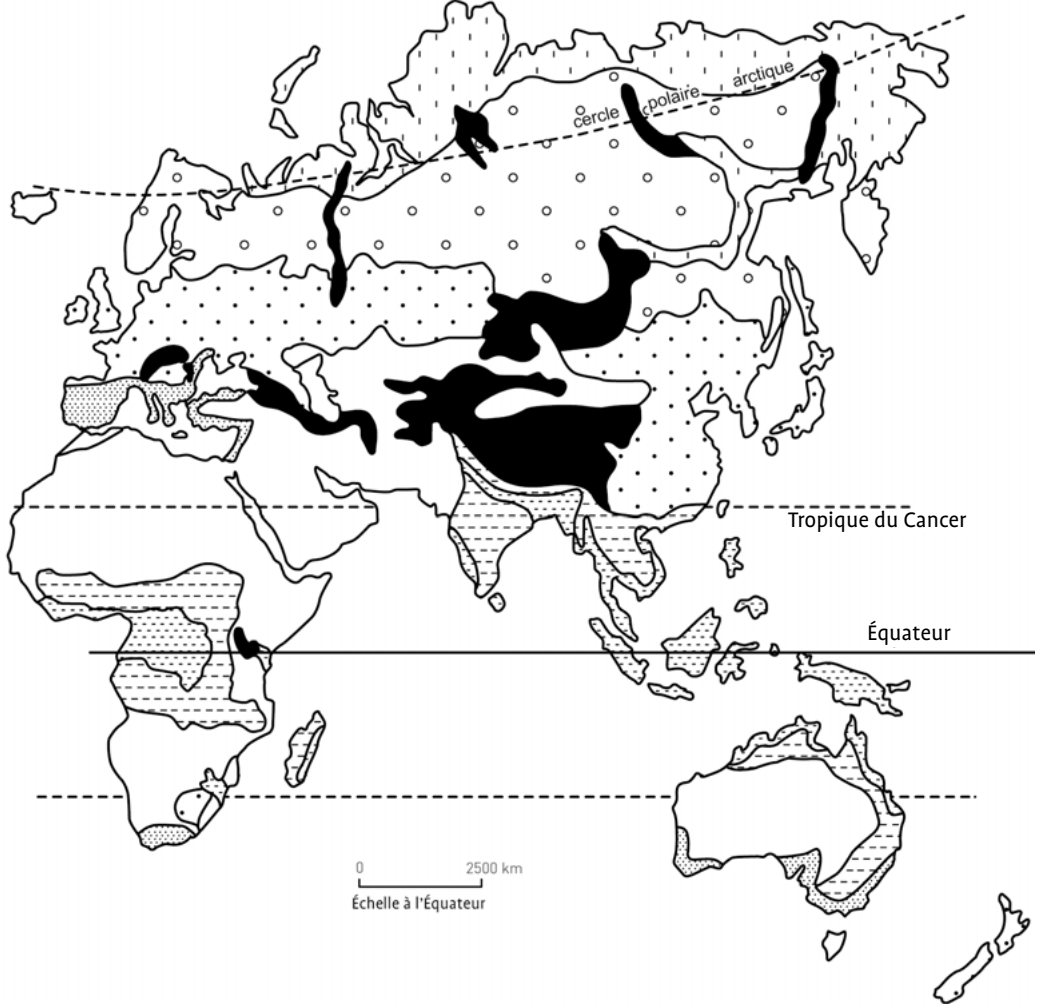 cercle polaire arctique
Tropique du Cancer
Équateur
0 2500 km
Échelle à l'Équateur